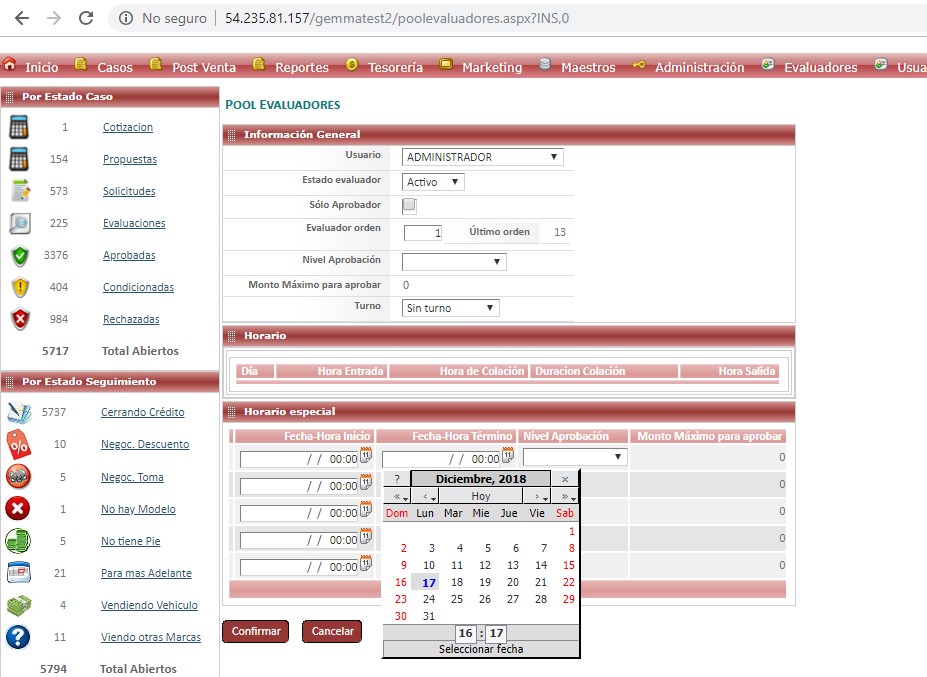 No seguro | 54.235.81.157/gemmatest2/poolevaluadores.aspx?INS,0
Inicio Casos Post Venta Reportes Tesorería Marketing Maestros Administración Evaluadores Usua
Por Estado Caso
1 Cotizacion
154 Propuestas
573 Solicitudes
225 Evaluaciones
3376 Aprobadas
404 Condicionadas
984 Rechazadas
5717 Total Abiertos
Por Estado Seguimiento
5737 Cerrando Crédito
10 Negoc. Descuento
5 Negoc. Toma
1 No hay Modelo
5 No tiene Pie
21 Para mas Adelante
4 Vendiendo Vehiculo
11 Viendo otras Marcas
5794 Total Abiertos
POOL EVALUADORES
Información General
Usuario ADMINISTRADOR
Estado evaluador Activo
Sólo Aprobador
Evaluador orden 1 Último orden 13
Nivel Aprobación
Monto Máximo para aprobar 0
Turno Sin turno
Horario
Día Hora Entrada Hora de Colación Duracion Colación Hora Salida
Horario especial
Fecha-Hora Inicio Fecha-Hora Término Nivel Aprobación Monto Máximo para aprobar
/ / 00:00 / / 00:00 0
/ / 00:00 0
/ / 00:00 0
/ / 00:00 0
/ / 00:00 0
? Diciembre, 2018 ×
« ‹ Hoy › »
Dom Lun Mar Mie Jue Vie Sab
1
2 3 4 5 6 7 8
9 10 11 12 13 14 15
16 17 18 19 20 21 22
23 24 25 26 27 28 29
30 31
16 : 17
Seleccionar fecha
Confirmar Cancelar